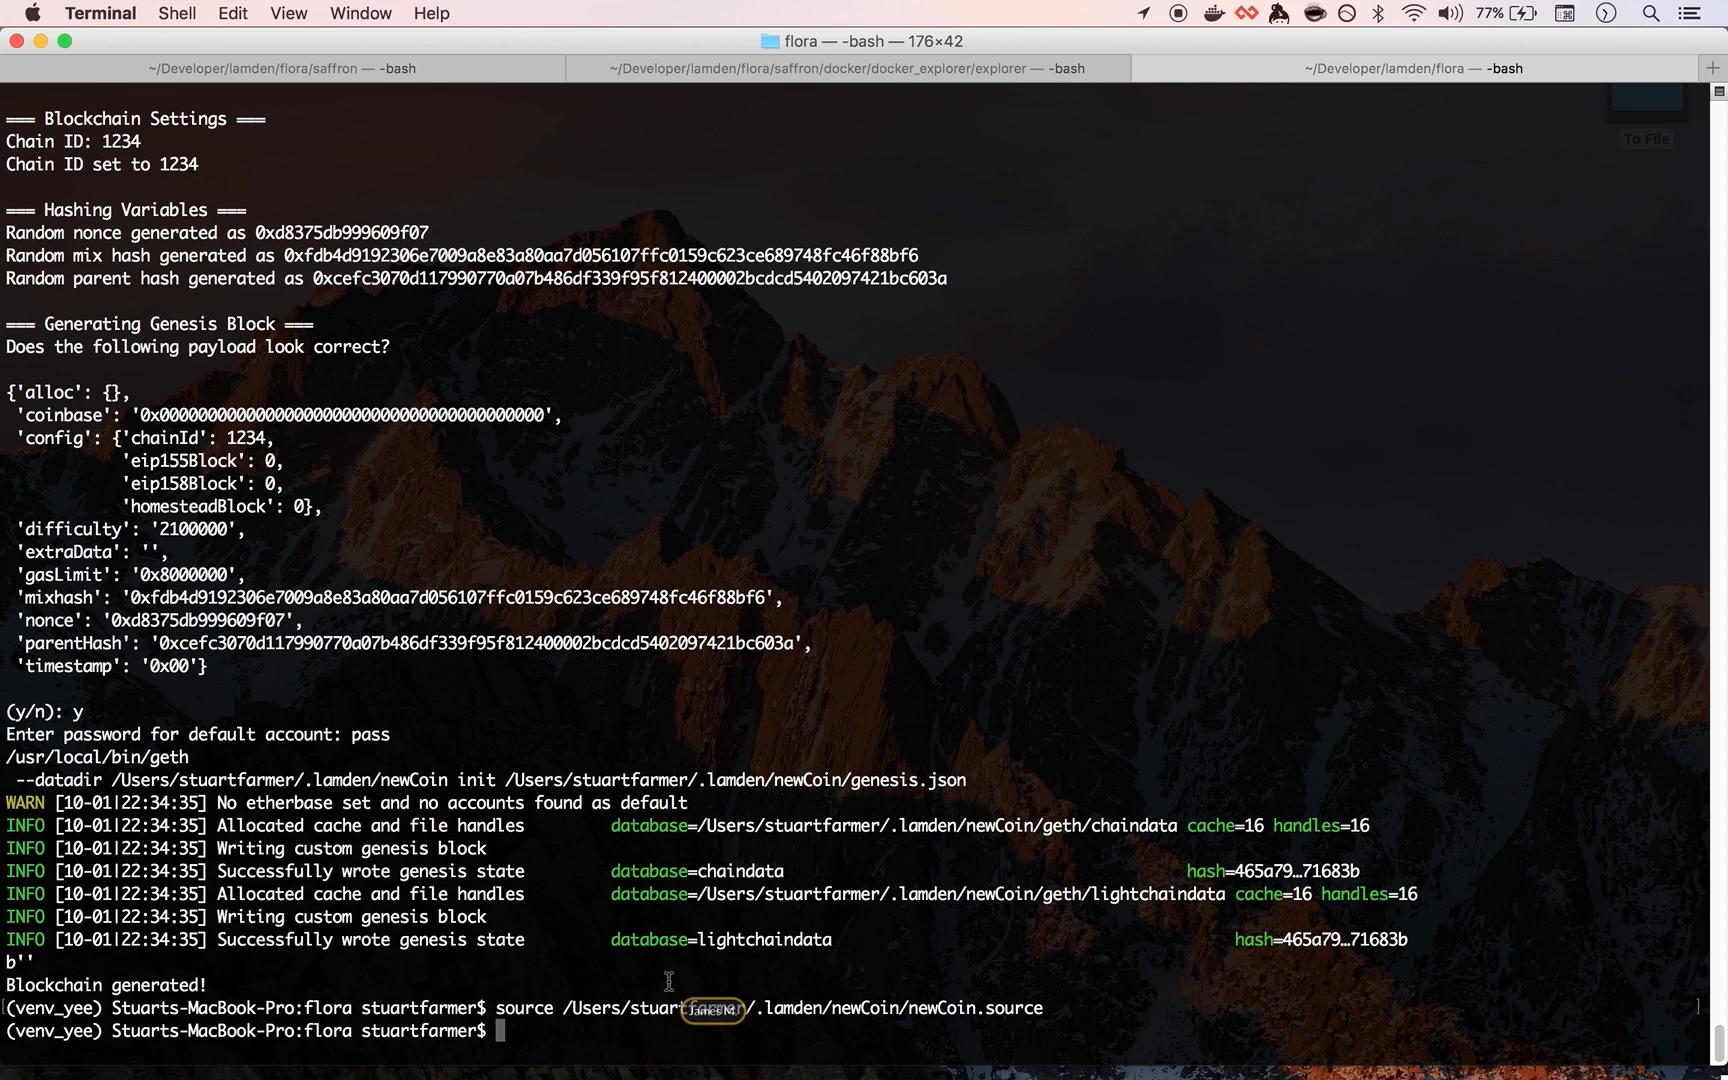 Terminal Shell Edit View Window Help 77%
flora — -bash — 176×42
~/Developer/lamden/flora/saffron — -bash ~/Developer/lamden/flora/saffron/docker/docker_explorer/explorer — -bash ~/Developer/lamden/flora — -bash
To File
=== Blockchain Settings ===
Chain ID: 1234
Chain ID set to 1234
=== Hashing Variables ===
Random nonce generated as 0xd8375db999609f07
Random mix hash generated as 0xfdb4d9192306e7009a8e83a80aa7d056107ffc0159c623ce689748fc46f88bf6
Random parent hash generated as 0xcefc3070d117990770a07b486df339f95f812400002bcdcd5402097421bc603a
=== Generating Genesis Block ===
Does the following payload look correct?
{'alloc': {},
'coinbase': '0x0000000000000000000000000000000000000000',
'config': {'chainId': 1234,
'eip155Block': 0,
'eip158Block': 0,
'homesteadBlock': 0},
'difficulty': '2100000',
'extraData': '',
'gasLimit': '0x8000000',
'mixhash': '0xfdb4d9192306e7009a8e83a80aa7d056107ffc0159c623ce689748fc46f88bf6',
'nonce': '0xd8375db999609f07',
'parentHash': '0xcefc3070d117990770a07b486df339f95f812400002bcdcd5402097421bc603a',
'timestamp': '0x00'}
(y/n): y
Enter password for default account: pass
/usr/local/bin/geth
--datadir /Users/stuartfarmer/.lamden/newCoin init /Users/stuartfarmer/.lamden/newCoin/genesis.json
WARN [10-01|22:34:35] No etherbase set and no accounts found as default
INFO [10-01|22:34:35] Allocated cache and file handles database=/Users/stuartfarmer/.lamden/newCoin/geth/chaindata cache=16 handles=16
INFO [10-01|22:34:35] Writing custom genesis block
INFO [10-01|22:34:35] Successfully wrote genesis state database=chaindata hash=465a79…71683b
INFO [10-01|22:34:35] Allocated cache and file handles database=/Users/stuartfarmer/.lamden/newCoin/geth/lightchaindata cache=16 handles=16
INFO [10-01|22:34:35] Writing custom genesis block
INFO [10-01|22:34:35] Successfully wrote genesis state database=lightchaindata hash=465a79…71683b
b''
Blockchain generated!
(venv_yee) Stuarts-MacBook-Pro:flora stuartfarmer$ source /Users/stuartfarmer/.lamden/newCoin/newCoin.source
James M.
(venv_yee) Stuarts-MacBook-Pro:flora stuartfarmer$